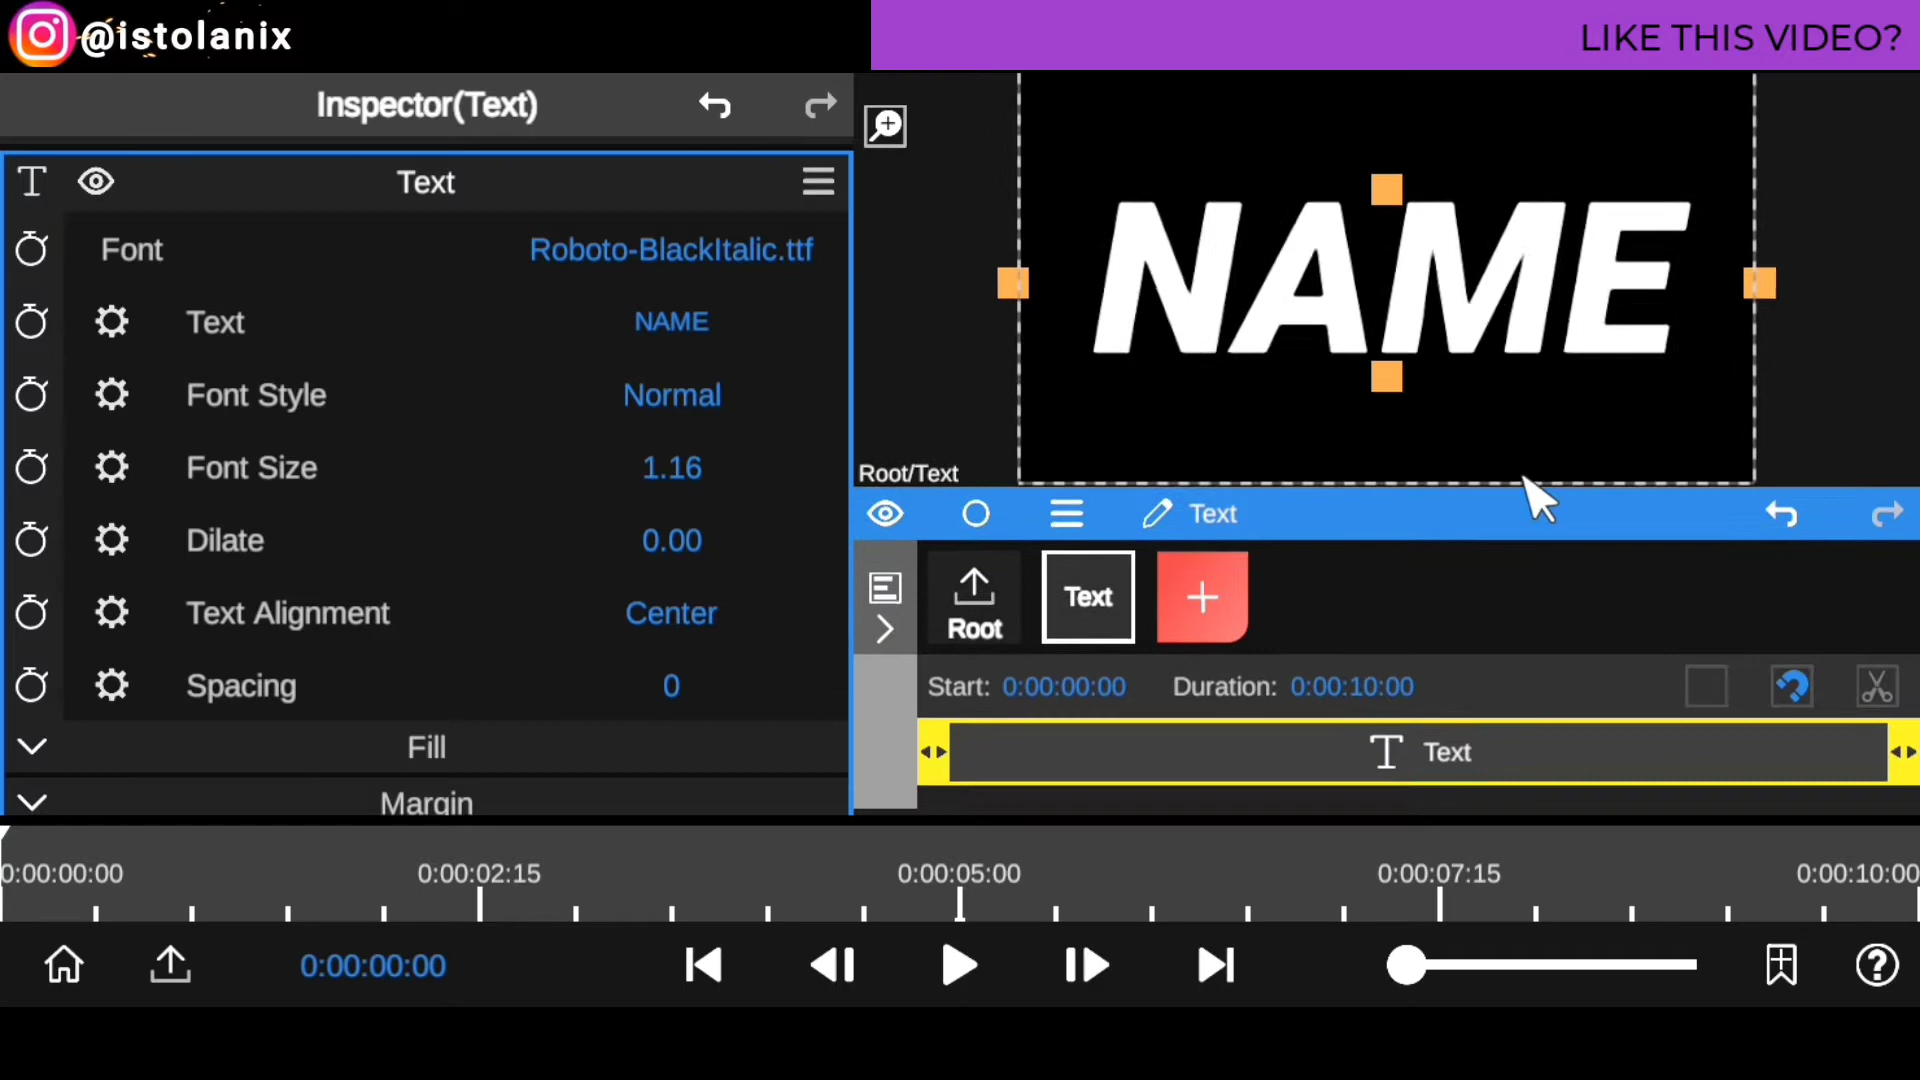 @istolanix
LIKE THIS VIDEO?
Inspector(Text)
Text
Font Roboto-BlackItalic.ttf
Text NAME
Font Style Normal
Font Size 1.16
Dilate 0.00
Text Alignment Center
Spacing 0
Fill
Margin
NAME
Root/Text
Text
Root
Text
Start: 0:00:00:00 Duration: 0:00:10:00
Text
0:00:00:00 0:00:02:15 0:00:05:00 0:00:07:15 0:00:10:00
0:00:00:00